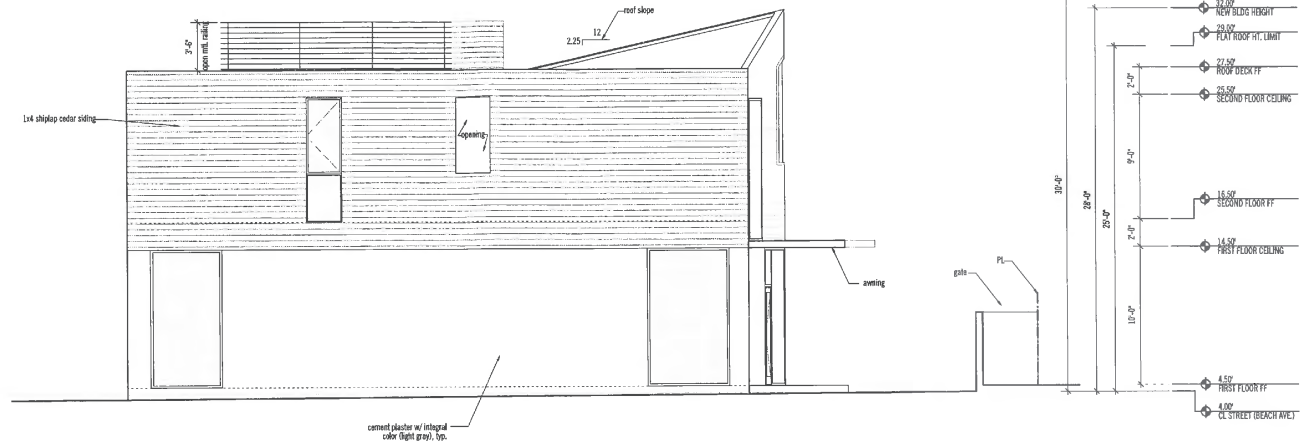 roof slope
12
2.25
3'-6"
open mtl. railing
1x4 shiplap cedar siding
opening
awning
gate
PL
cement plaster w/ integral
color (light gray), typ.
30'-0"
28'-0"
25'-0"
2'-0"
9'-0"
2'-0"
10'-0"
32.00'
NEW BLDG HEIGHT
29.00'
FLAT ROOF HT. LIMIT
27.50'
ROOF DECK FF
25.50'
SECOND FLOOR CEILING
16.50'
SECOND FLOOR FF
14.50'
FIRST FLOOR CEILING
4.50'
FIRST FLOOR FF
4.00'
CL STREET (BEACH AVE.)